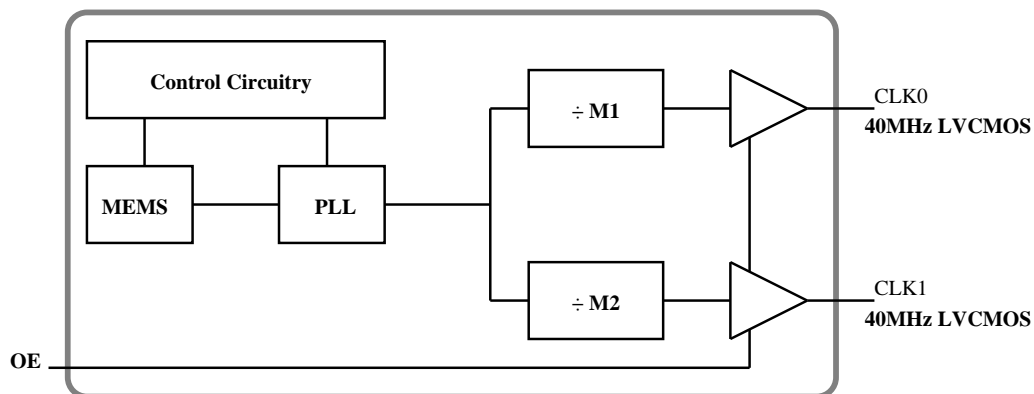 Control Circuitry
÷ M1
CLK0
40MHz LVCMOS
MEMS
PLL
÷ M2
CLK1
40MHz LVCMOS
OE